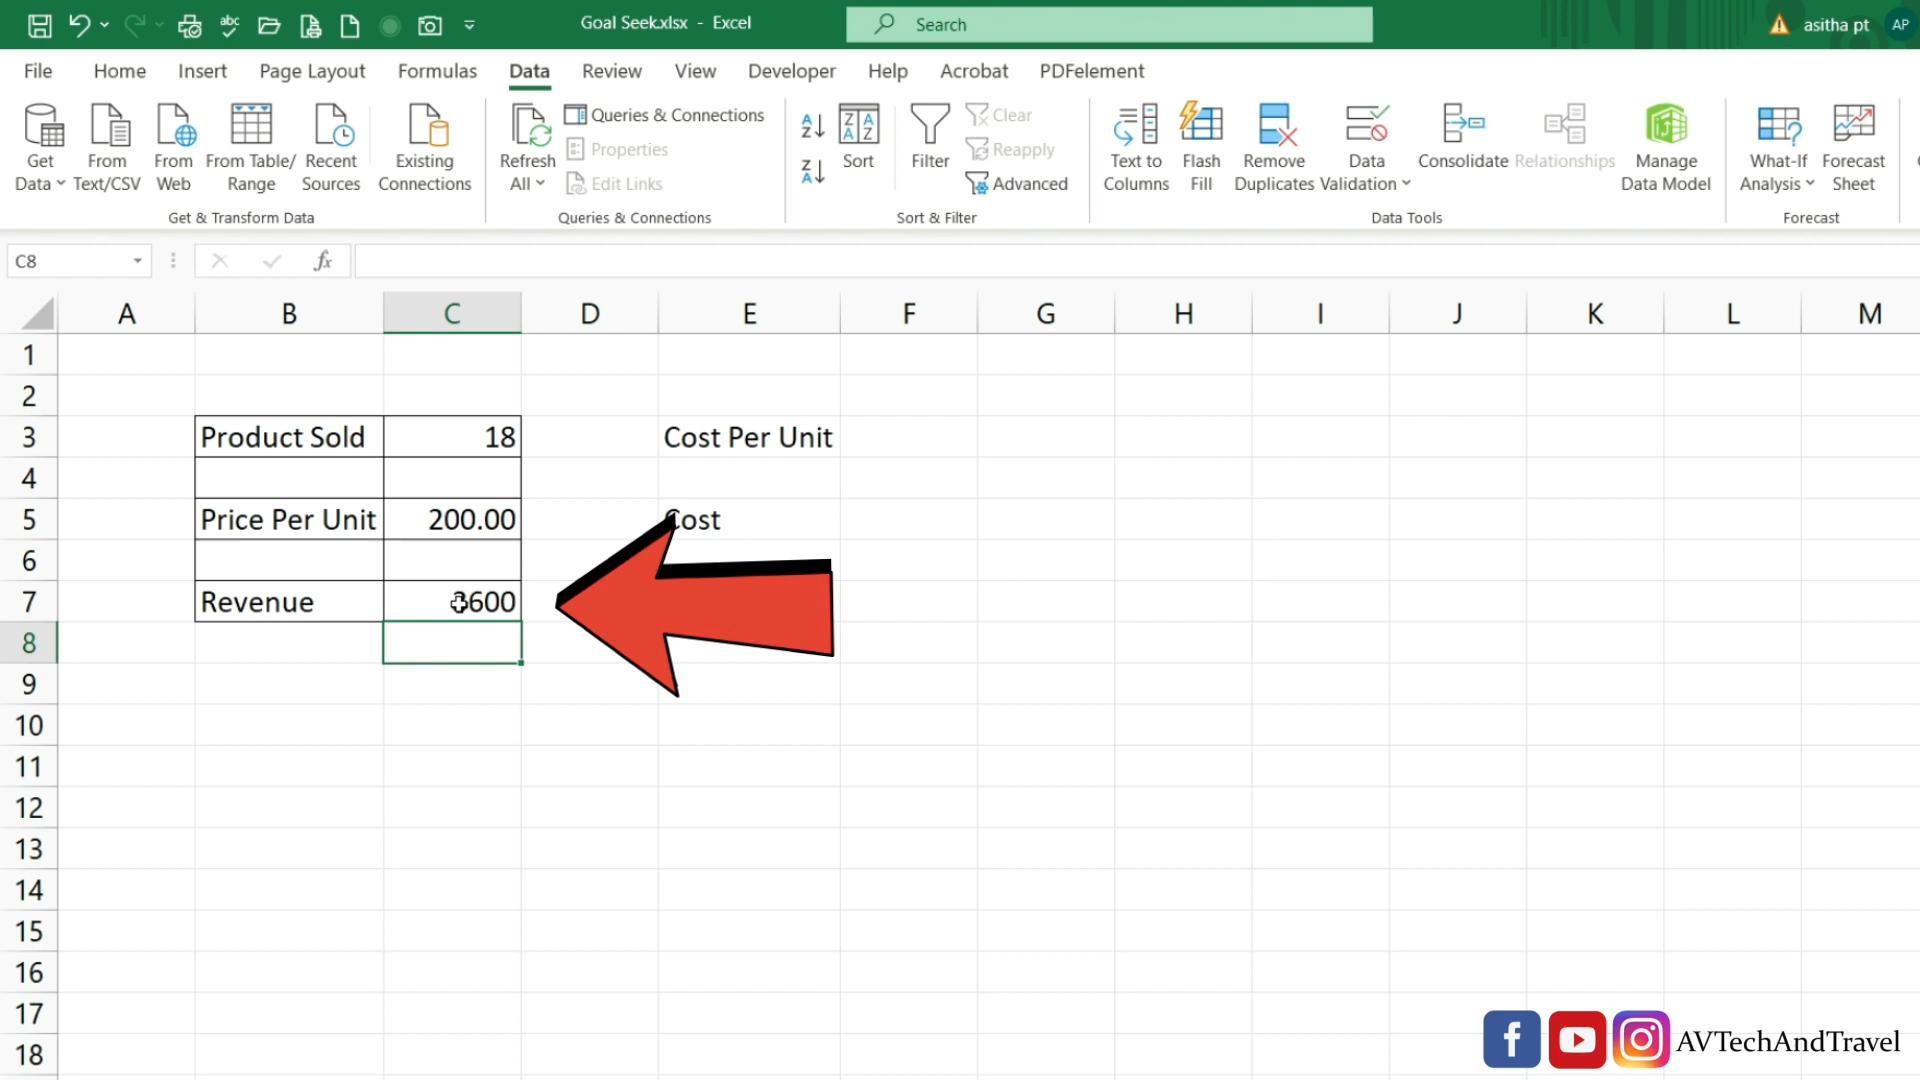 Goal Seek.xlsx - Excel
Search
asitha pt
AP
File Home Insert Page Layout Formulas Data Review View Developer Help Acrobat PDFelement
Get Data
From Text/CSV
From Web
From Table/ Range
Recent Sources
Existing Connections
Get & Transform Data
Refresh All
Queries & Connections
Properties
Edit Links
Queries & Connections
Sort
Filter
Clear
Reapply
Advanced
Sort & Filter
Text to Columns
Flash Fill
Remove Duplicates
Data Validation
Consolidate
Relationships
Manage Data Model
Data Tools
What-If Analysis
Forecast Sheet
Forecast
C8
fx
A B C D E F G H I J K L M
1
2
3 Product Sold 18 Cost Per Unit
4
5 Price Per Unit 200.00 Cost
6
7 Revenue 3600
8
9
10
11
12
13
14
15
16
17
18
AVTechAndTravel